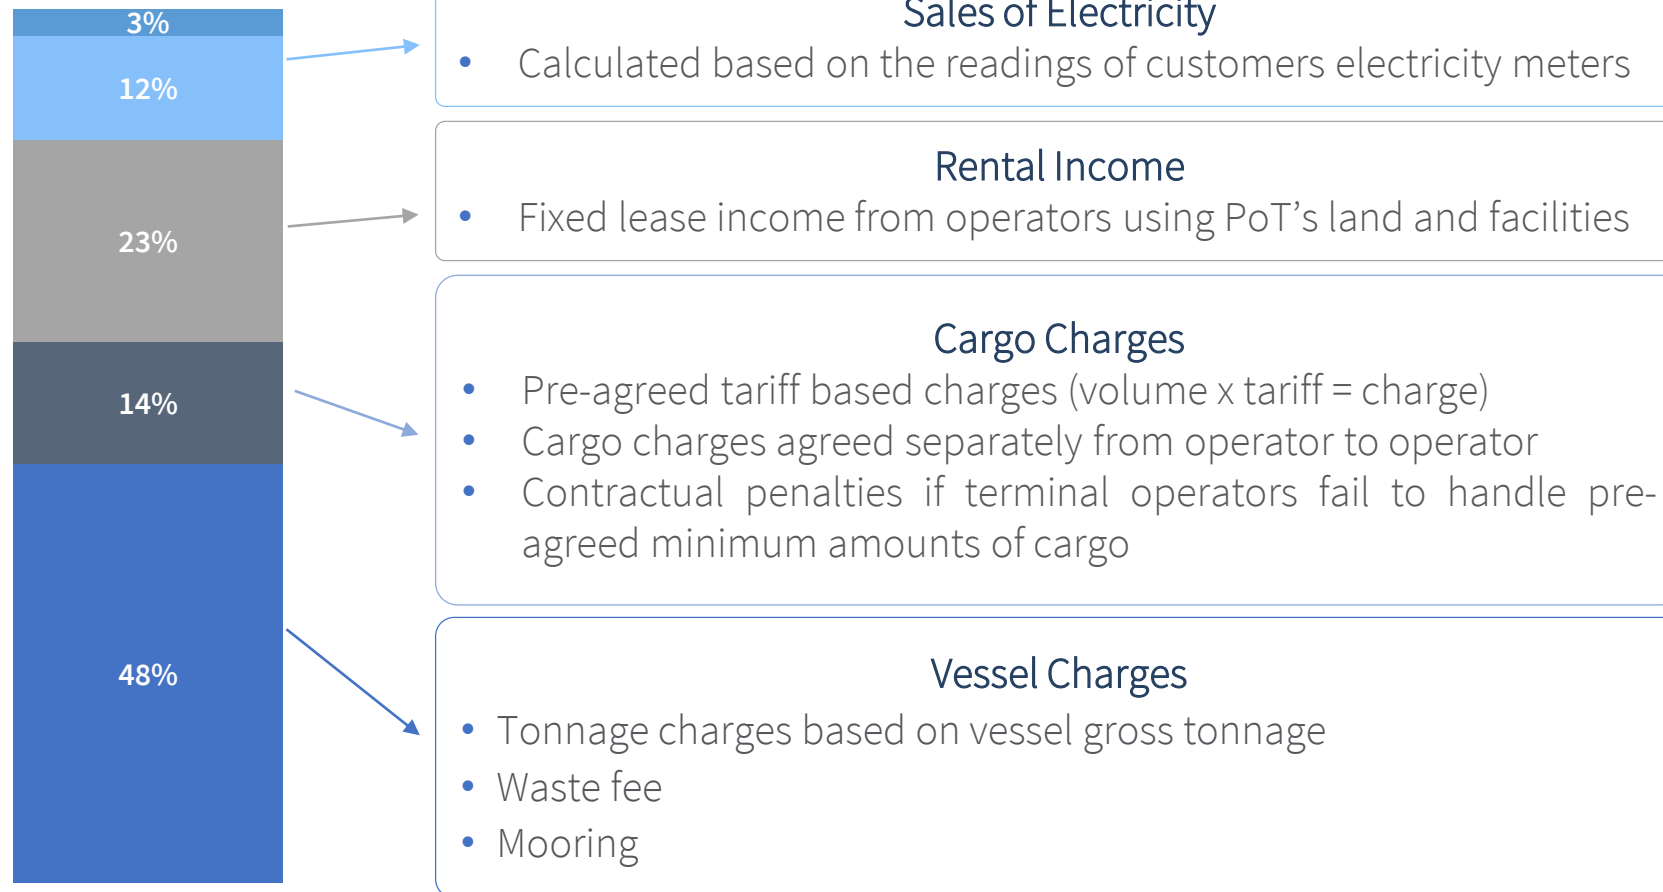 3%
12%
23%
14%
48%
Sales of Electricity
• Calculated based on the readings of customers electricity meters
Rental Income
• Fixed lease income from operators using PoT’s land and facilities
Cargo Charges
• Pre-agreed tariff based charges (volume x tariff = charge)
• Cargo charges agreed separately from operator to operator
• Contractual penalties if terminal operators fail to handle pre-
agreed minimum amounts of cargo
Vessel Charges
• Tonnage charges based on vessel gross tonnage
• Waste fee
• Mooring